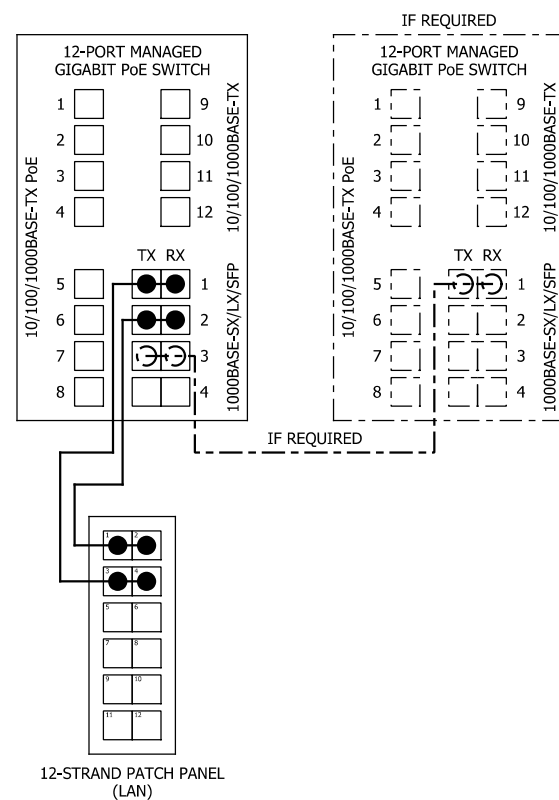 IF REQUIRED
12-PORT MANAGED
GIGABIT PoE SWITCH
10/100/1000BASE-TX PoE
1
2
3
4
5
6
7
8
9
10
11
12
10/100/1000BASE-TX
TX RX
1
2
3
4
1000BASE-SX/LX/SFP
12-PORT MANAGED
GIGABIT PoE SWITCH
10/100/1000BASE-TX PoE
1
2
3
4
5
6
7
8
9
10
11
12
10/100/1000BASE-TX
TX RX
1
2
3
4
1000BASE-SX/LX/SFP
IF REQUIRED
1 2
3 4
5 6
7 8
9 10
11 12
12-STRAND PATCH PANEL
(LAN)